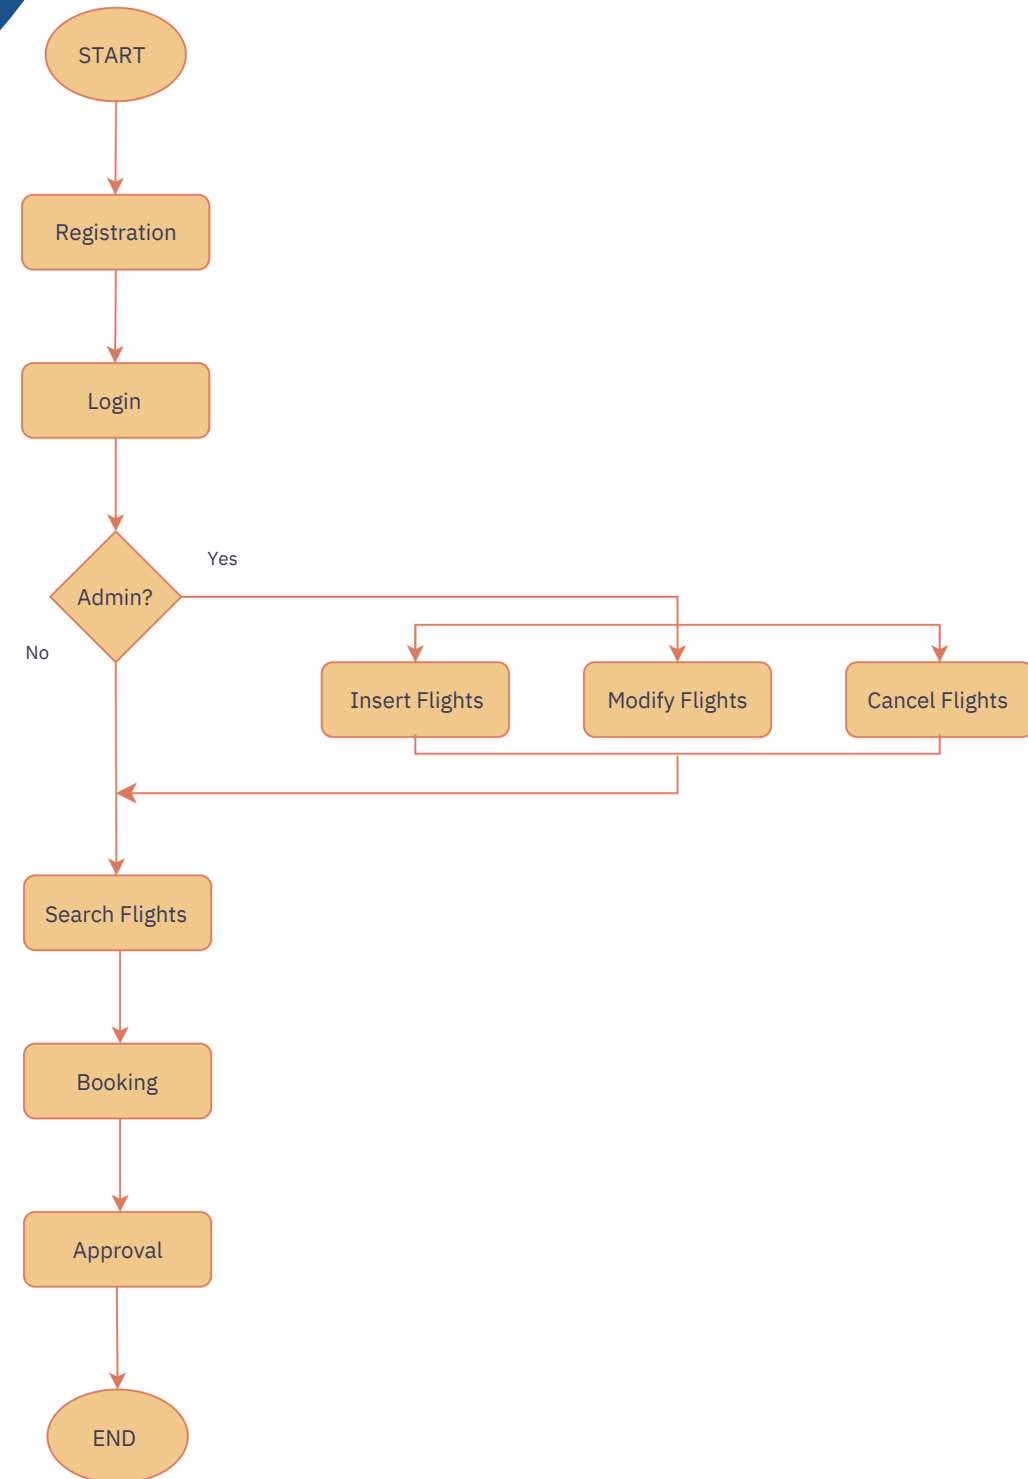 START
Registration
Login
Yes
Admin?
No
Insert Flights
Modify Flights
Cancel Flights
Search Flights
Booking
Approval
END